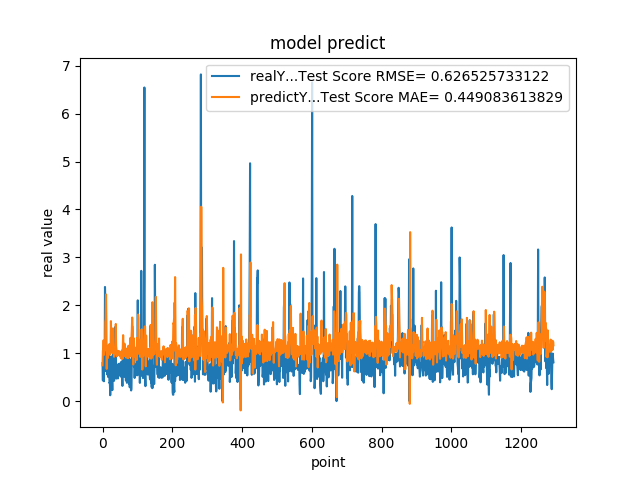 model predict
realY...Test Score RMSE= 0.626525733122
predictY...Test Score MAE= 0.449083613829
7
6
5
4
3
2
1
0
real value
0 200 400 600 800 1000 1200
point